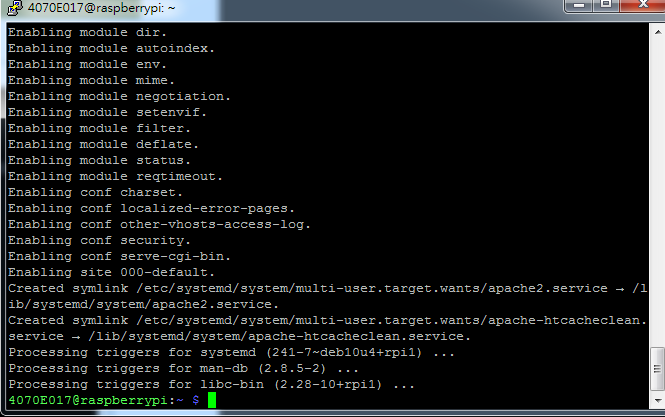 4070E017@raspberrypi: ~
Enabling module dir.
Enabling module autoindex.
Enabling module env.
Enabling module mime.
Enabling module negotiation.
Enabling module setenvif.
Enabling module filter.
Enabling module deflate.
Enabling module status.
Enabling module reqtimeout.
Enabling conf charset.
Enabling conf localized-error-pages.
Enabling conf other-vhosts-access-log.
Enabling conf security.
Enabling conf serve-cgi-bin.
Enabling site 000-default.
Created symlink /etc/systemd/system/multi-user.target.wants/apache2.service → /l
ib/systemd/system/apache2.service.
Created symlink /etc/systemd/system/multi-user.target.wants/apache-htcacheclean.
service → /lib/systemd/system/apache-htcacheclean.service.
Processing triggers for systemd (241-7~deb10u4+rpi1) ...
Processing triggers for man-db (2.8.5-2) ...
Processing triggers for libc-bin (2.28-10+rpi1) ...
4070E017@raspberrypi:~ $